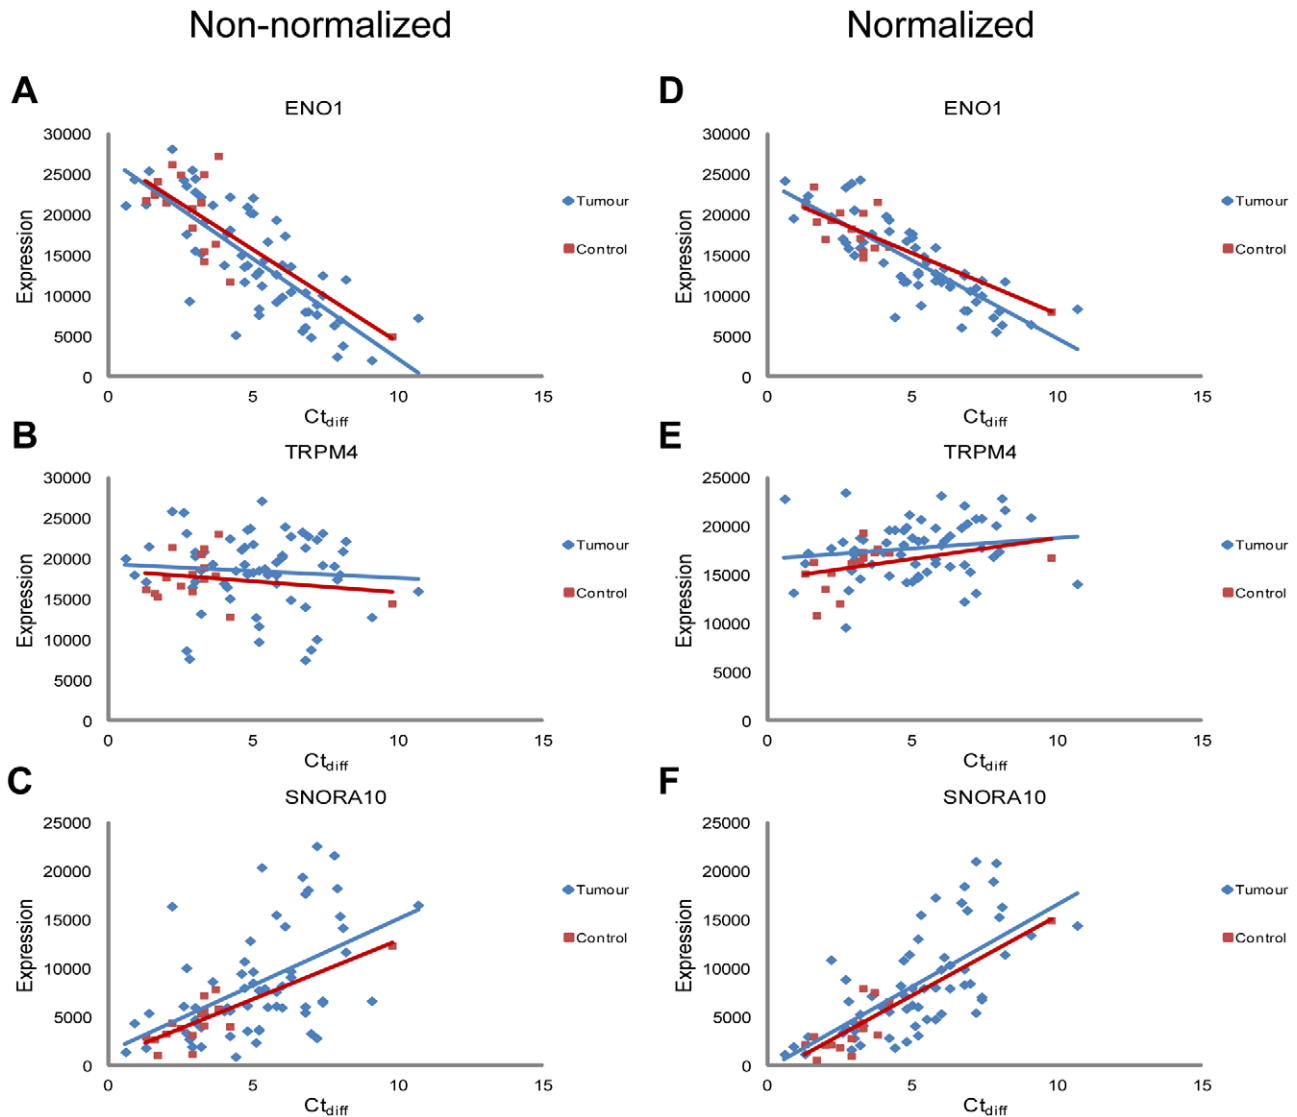 Non-normalized
Normalized
A
ENO1
Expression
30000
25000
20000
15000
10000
5000
0
0 5 10 15
Ctdiff
Tumour
Control
D
ENO1
Expression
30000
25000
20000
15000
10000
5000
0
0 5 10 15
Ctdiff
Tumour
Control
B
TRPM4
Expression
30000
25000
20000
15000
10000
5000
0
0 5 10 15
Ctdiff
Tumour
Control
E
TRPM4
Expression
25000
20000
15000
10000
5000
0
0 5 10 15
Ctdiff
Tumour
Control
C
SNORA10
Expression
25000
20000
15000
10000
5000
0
0 5 10 15
Ctdiff
Tumour
Control
F
SNORA10
Expression
25000
20000
15000
10000
5000
0
0 5 10 15
Ctdiff
Tumour
Control